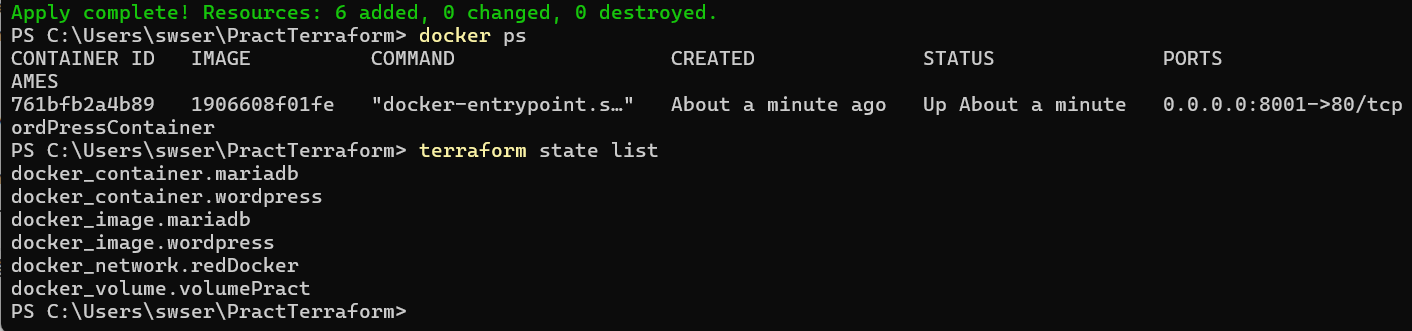 Apply complete! Resources: 6 added, 0 changed, 0 destroyed.
PS C:\Users\swser\PractTerraform> docker ps
CONTAINER ID   IMAGE          COMMAND                  CREATED              STATUS              PORTS
AMES
761bfb2a4b89   1906608f01fe   "docker-entrypoint.s…"   About a minute ago   Up About a minute   0.0.0.0:8001->80/tcp
ordPressContainer
PS C:\Users\swser\PractTerraform> terraform state list
docker_container.mariadb
docker_container.wordpress
docker_image.mariadb
docker_image.wordpress
docker_network.redDocker
docker_volume.volumePract
PS C:\Users\swser\PractTerraform>